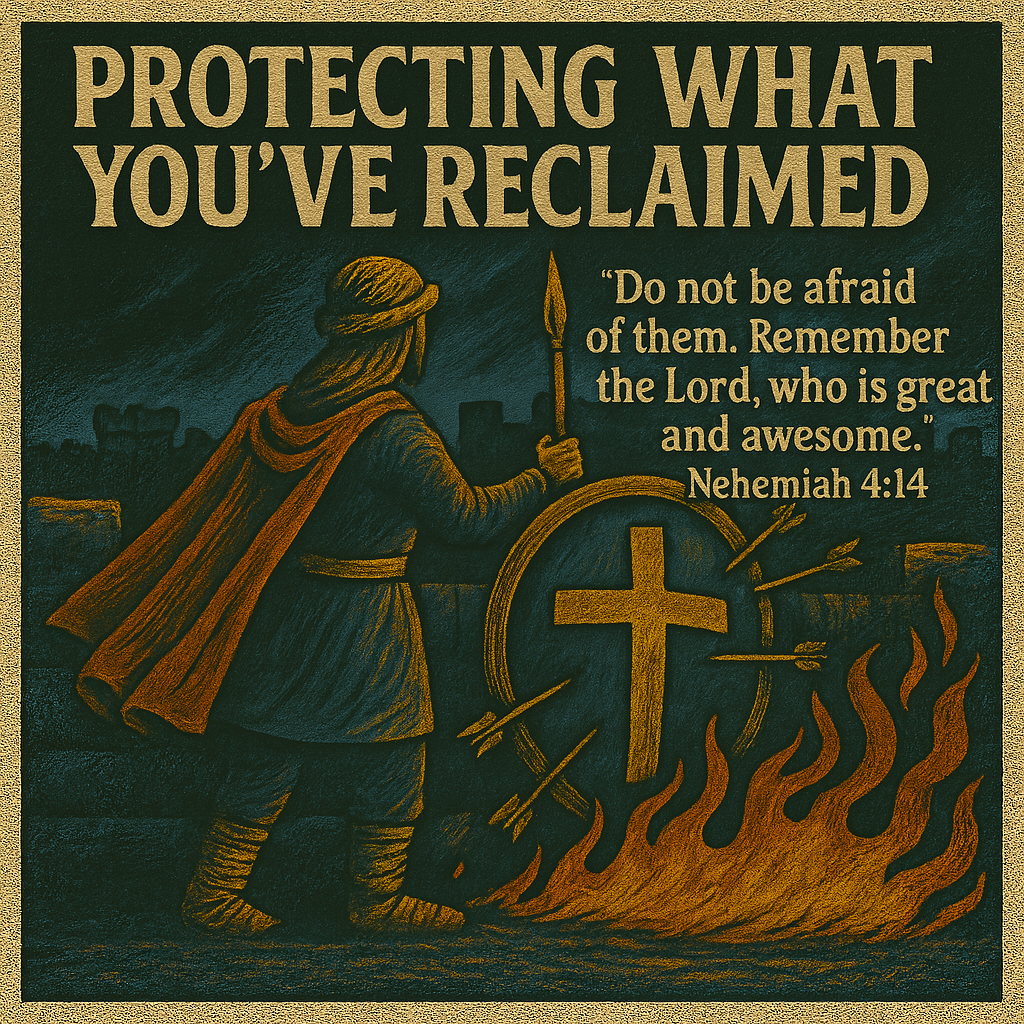 PROTECTING WHAT
YOU’VE RECLAIMED
“Do not be afraid
of them. Remember
the Lord, who is great
and awesome.”
Nehemiah 4:14